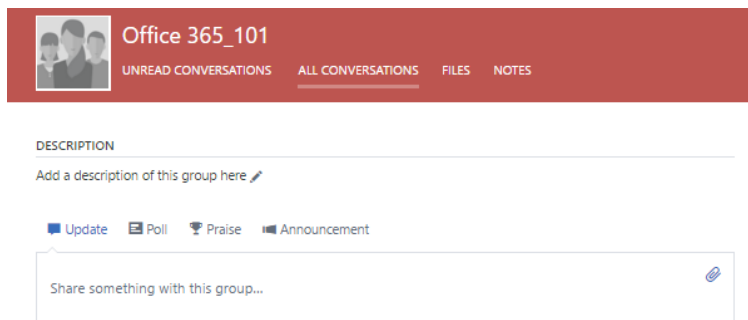 Office 365_101
UNREAD CONVERSATIONS ALL CONVERSATIONS FILES NOTES
DESCRIPTION
Add a description of this group here
Update Poll Praise Announcement
Share something with this group...